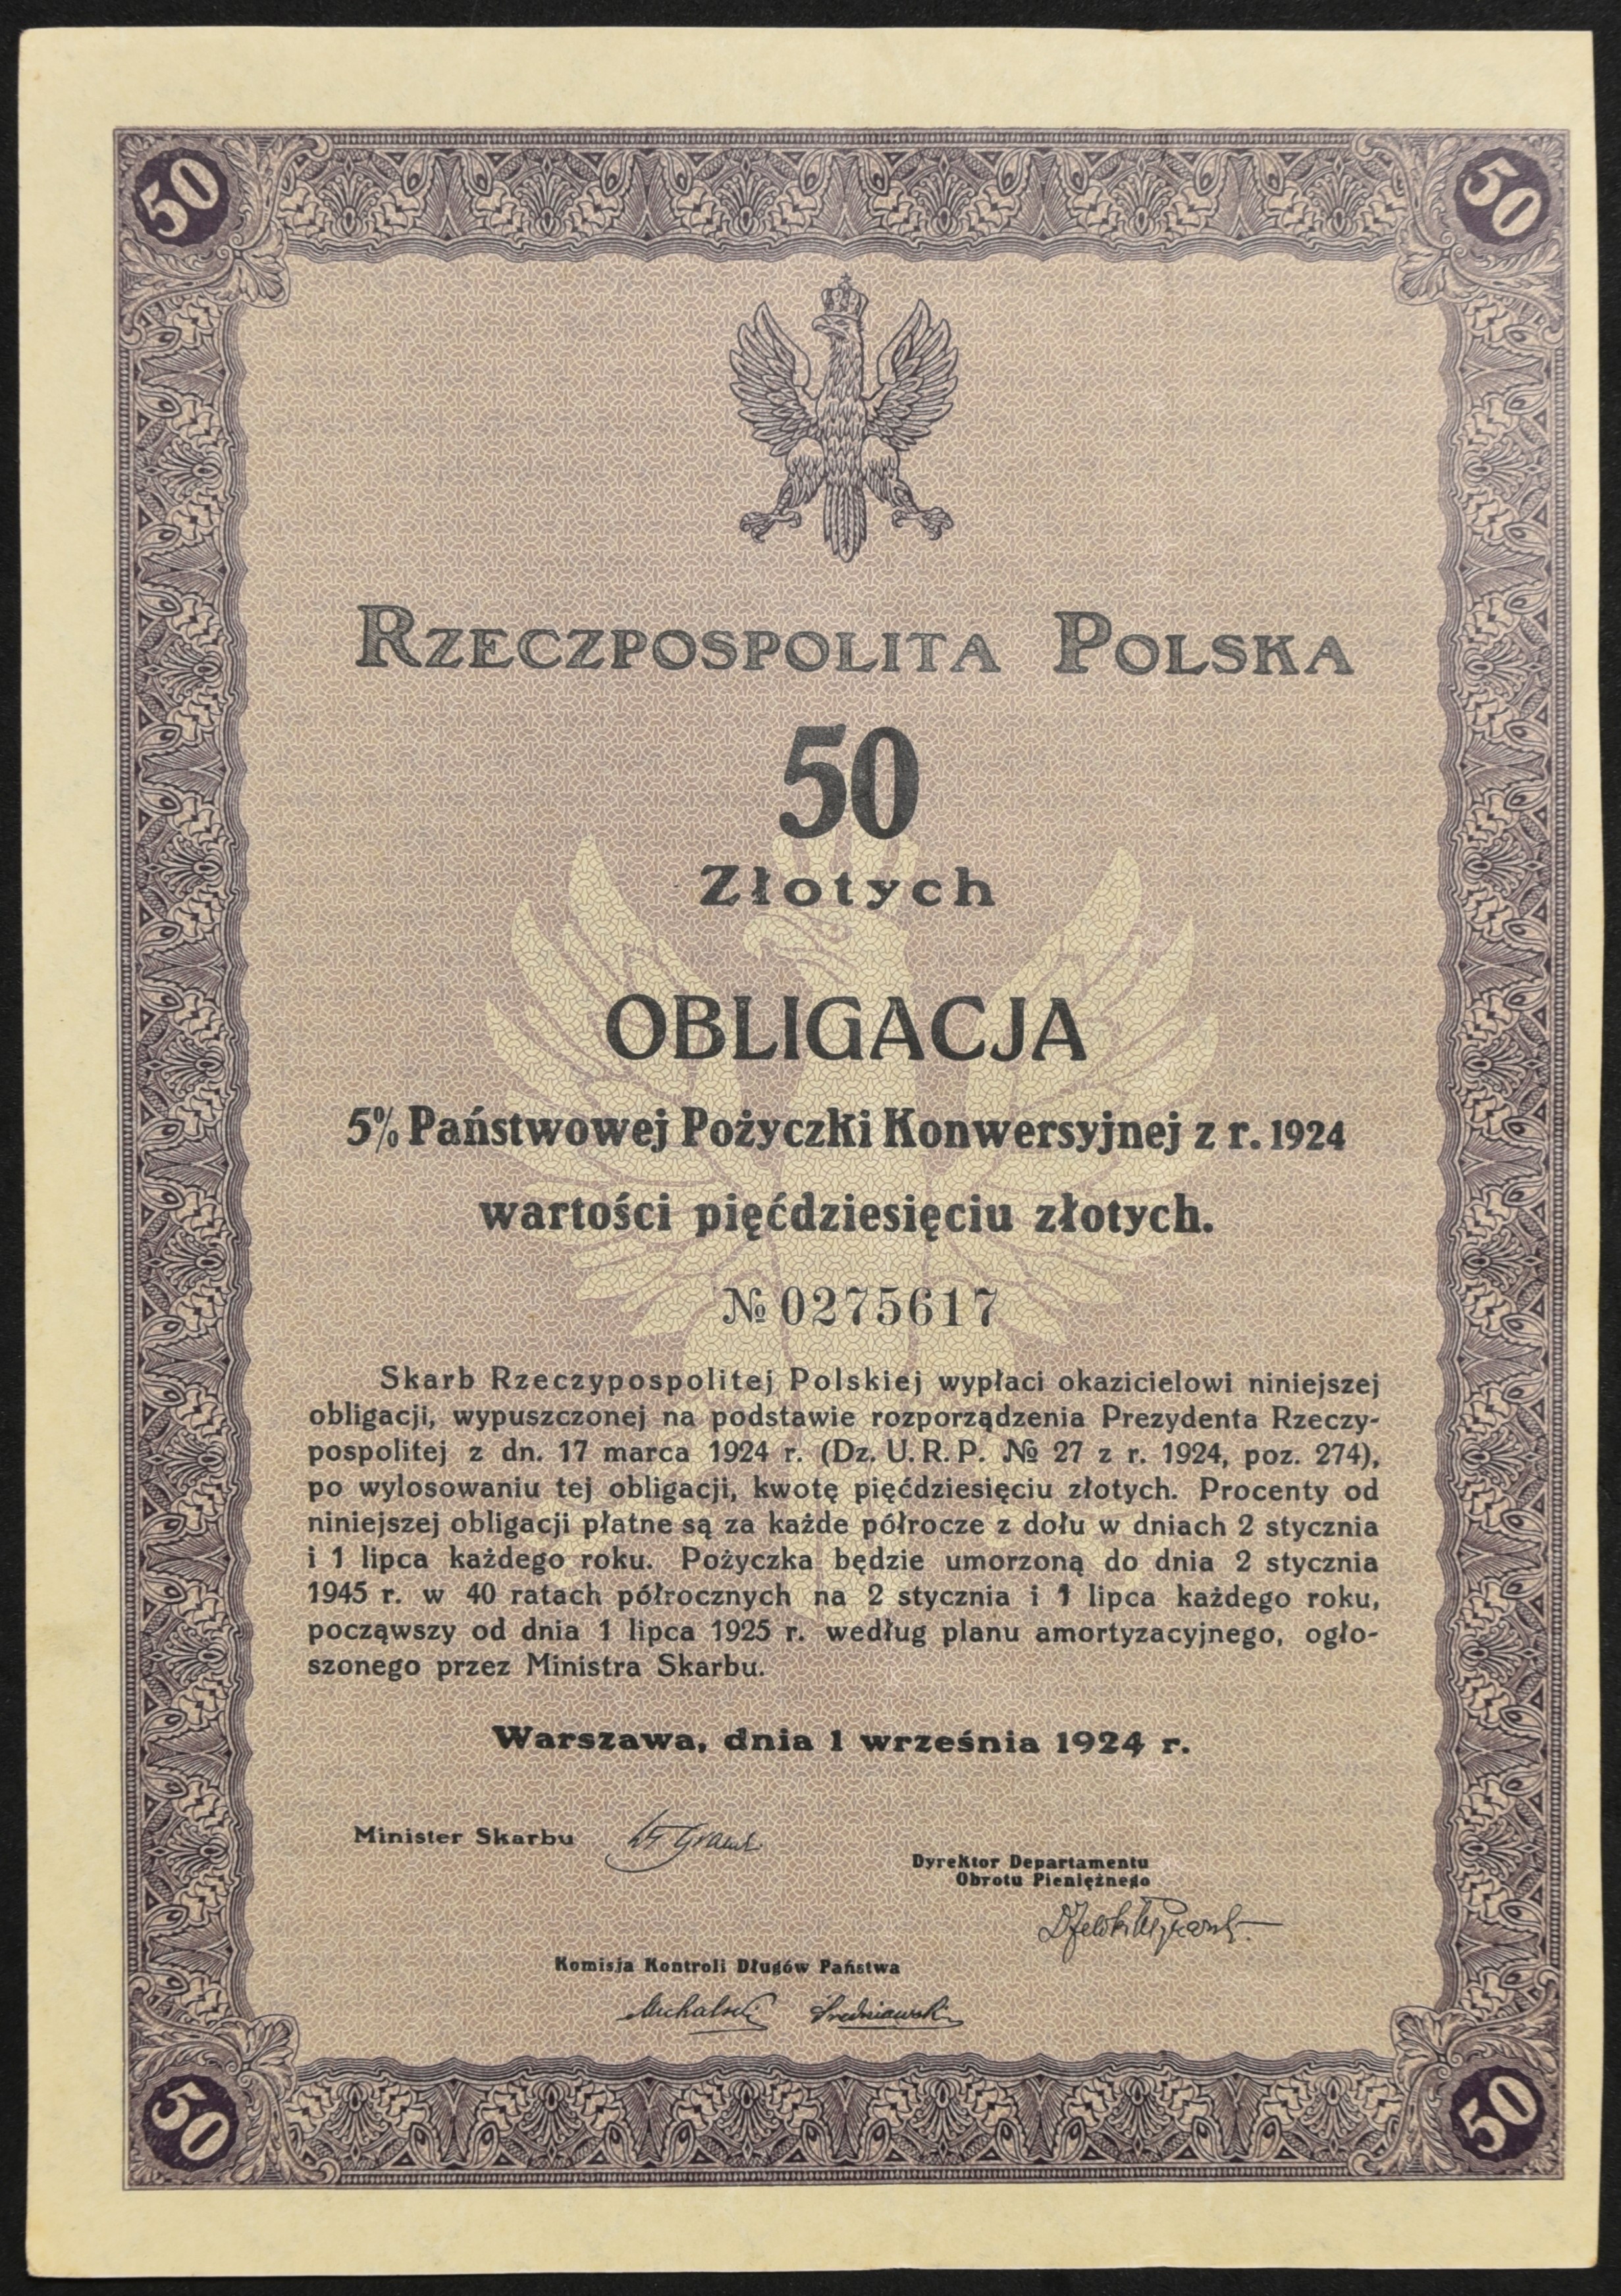 50
50
RZECZPOSPOLITA POLSKA
50
Złotych
OBLIGACJA
5% Państwowej Pożyczki Konwersyjnej z r. 1924
wartości pięćdziesięciu złotych.
№ 0275617
Skarb Rzeczypospolitej Polskiej wypłaci okazicielowi niniejszej
obligacji, wypuszczonej na podstawie rozporządzenia Prezydenta Rzeczy-
pospolitej z dn. 17 marca 1924 r. (Dz. U. R. P. № 27 z r. 1924, poz. 274),
po wylosowaniu tej obligacji, kwotę pięćdziesięciu złotych. Procenty od
niniejszej obligacji płatne są za każde półrocze z dołu w dniach 2 stycznia
i 1 lipca każdego roku. Pożyczka będzie umorzoną do dnia 2 stycznia
1945 r. w 40 ratach półrocznych na 2 stycznia i 1 lipca każdego roku,
począwszy od dnia 1 lipca 1925 r. według planu amortyzacyjnego, ogło-
szonego przez Ministra Skarbu.
Warszawa, dnia 1 września 1924 r.
Minister Skarbu
Dyrektor Departamentu
Obrotu Pieniężnego
Komisja Kontroli Długów Państwa
Michalski Średniawski
50
50